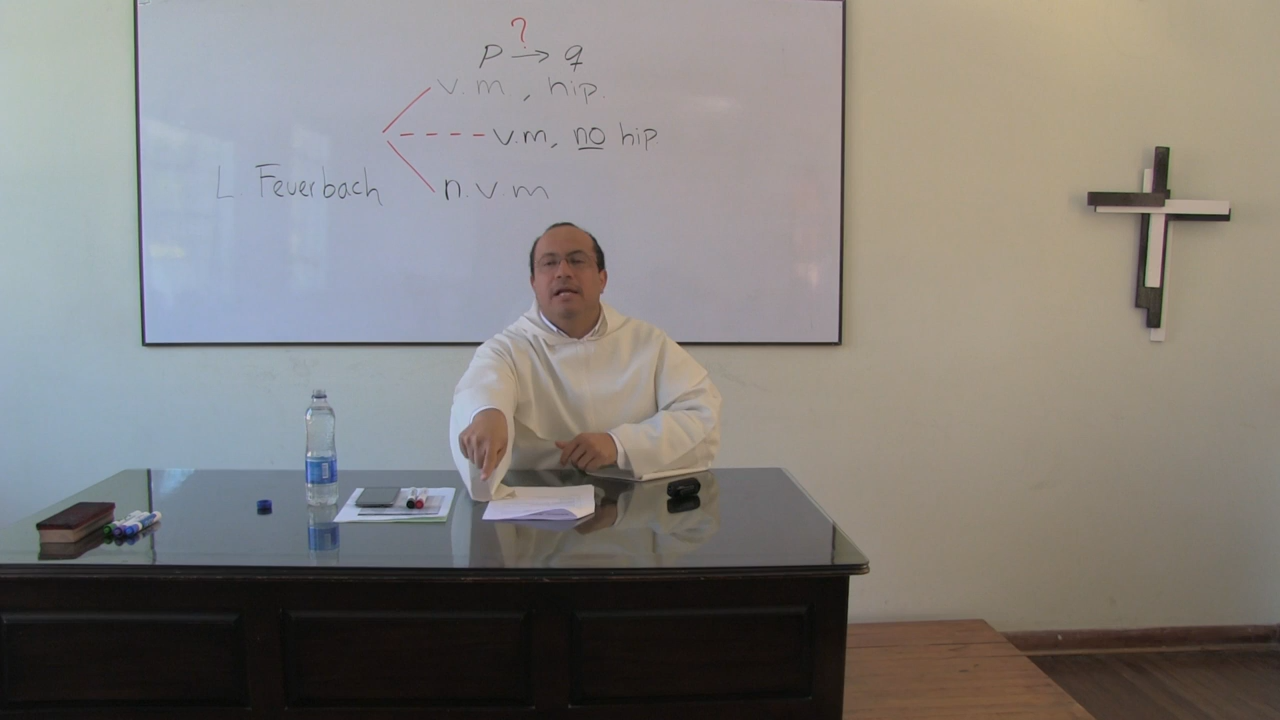 ?
p → q
v.m, hip.
v.m, no hip.
L Feuerbach
n.v.m